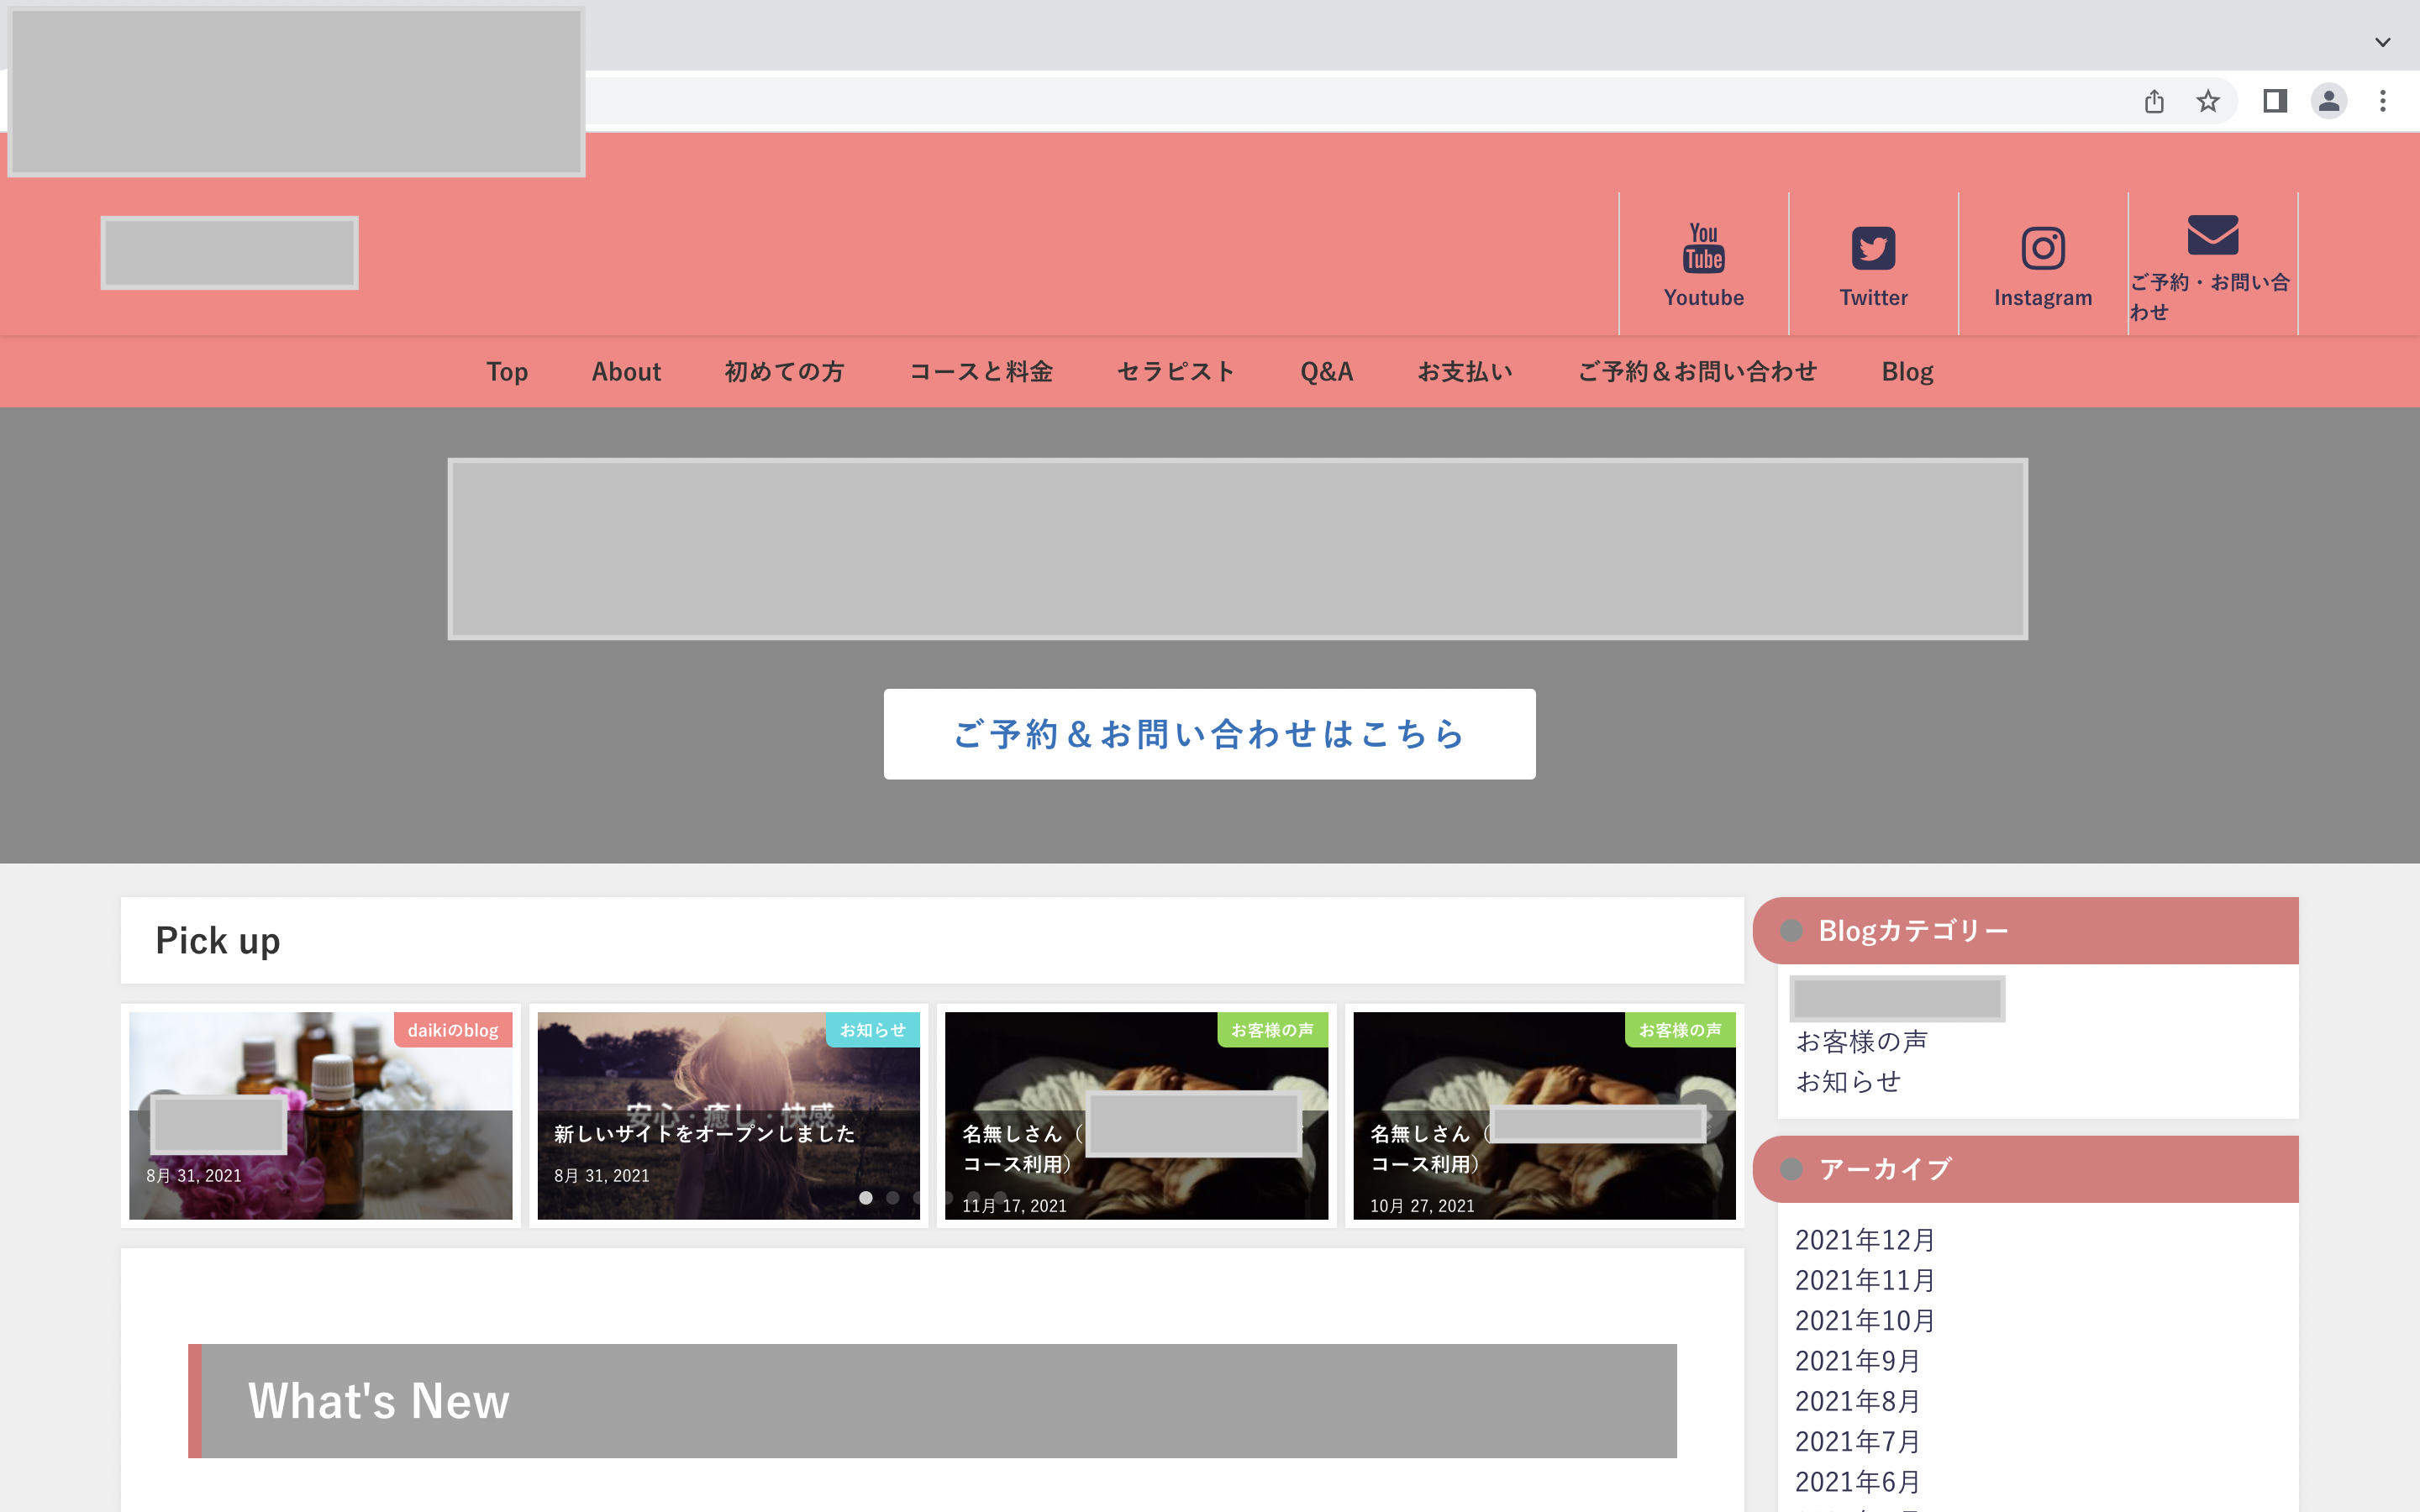 You
Tube
Youtube
Twitter
Instagram
ご予約・お問い合
わせ
Top
About
初めての方
コースと料金
セラピスト
Q&A
お支払い
ご予約＆お問い合わせ
Blog
ご予約＆お問い合わせはこちら
Pick up
daikiのblog
8月 31, 2021
お知らせ
安心・癒し・快感
新しいサイトをオープンしました
8月 31, 2021
お客様の声
名無しさん（
コース利用）
11月 17, 2021
お客様の声
名無しさん（
コース利用）
10月 27, 2021
What's New
Blogカテゴリー
お客様の声
お知らせ
アーカイブ
2021年12月
2021年11月
2021年10月
2021年9月
2021年8月
2021年7月
2021年6月